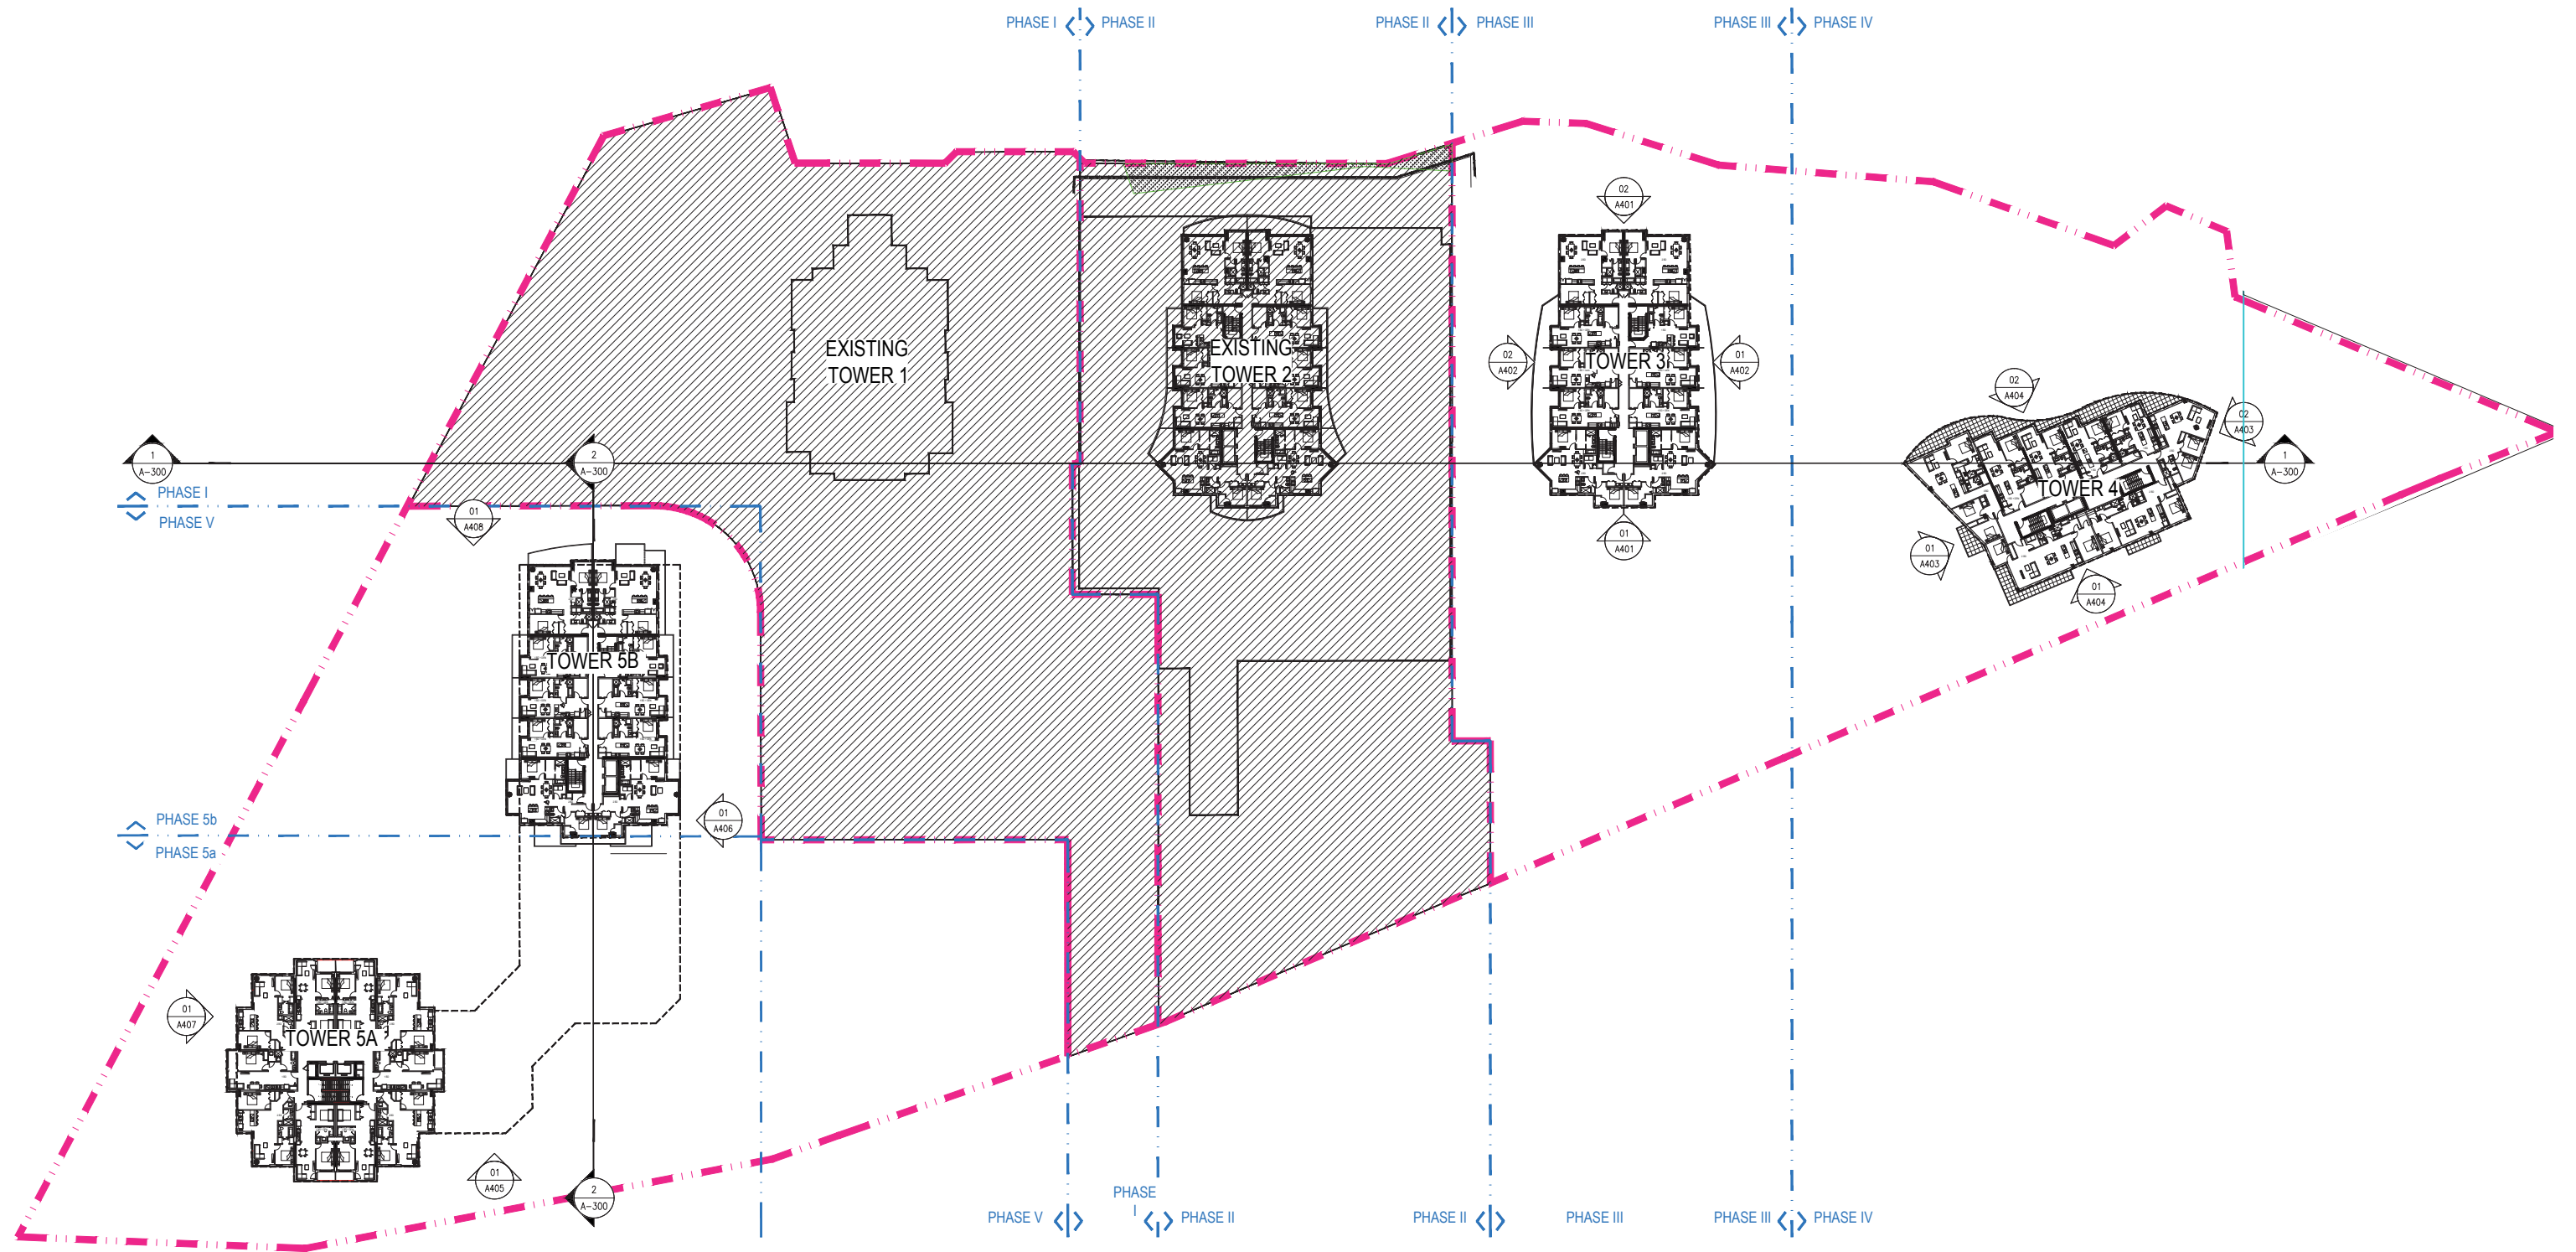 PHASE I PHASE II
PHASE II PHASE III
PHASE III PHASE IV
02
A401
EXISTING
TOWER 1
EXISTING
TOWER 2
02
A402
TOWER 3
01
A402
02
A404
02
A403
1
A-300
2
A-300
1
A-300
TOWER 4
PHASE I
PHASE V
01
A408
01
A401
01
A403
01
A404
TOWER 5B
PHASE 5b
PHASE 5a
01
A406
01
A407
TOWER 5A
01
A405
2
A-300
PHASE V
PHASE
I
PHASE II
PHASE II
PHASE III
PHASE III PHASE IV